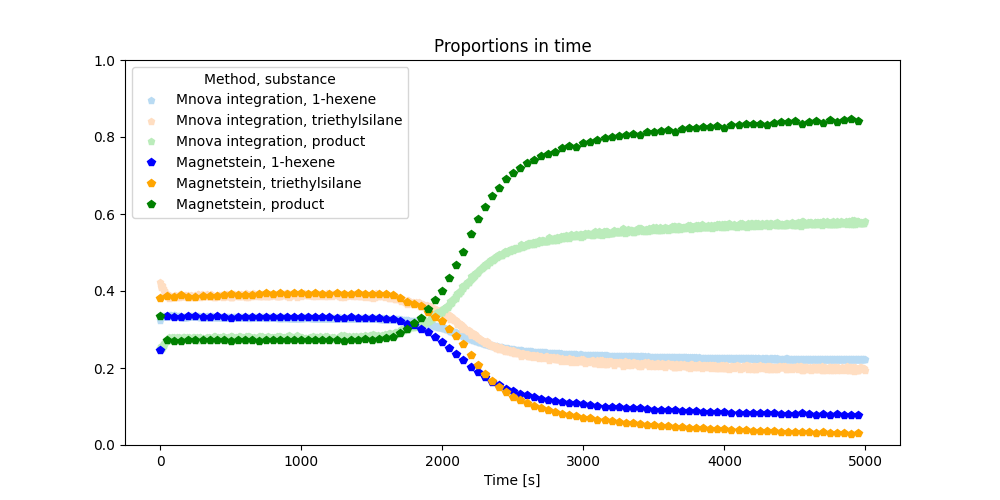 Proportions in time
1.0
0.8
0.6
0.4
0.2
0.0
Method, substance
Mnova integration, 1-hexene
Mnova integration, triethylsilane
Mnova integration, product
Magnetstein, 1-hexene
Magnetstein, triethylsilane
Magnetstein, product
0 1000 2000 3000 4000 5000
Time [s]